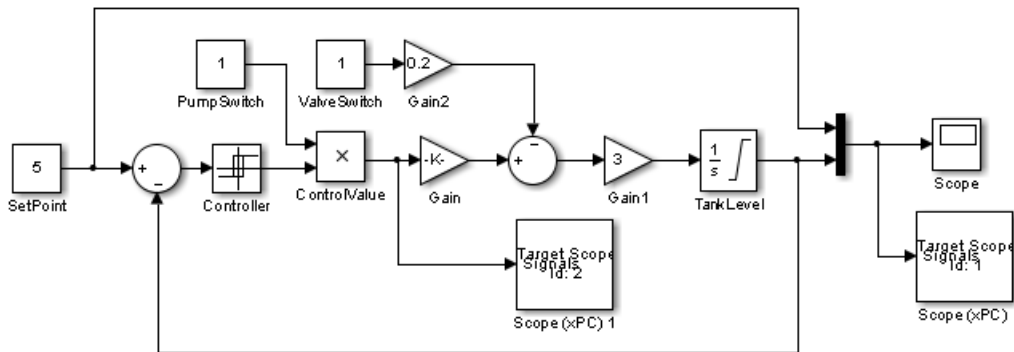 1
PumpSwitch
1
ValveSwitch
0.2
Gain2
5
SetPoint
+
−
Controller
×
ControlValue
-K-
Gain
+
−
3
Gain1
1
s
TankLevel
Scope
Target Scope
Signals
Id: 2
Scope (xPC) 1
Target Scope
Signals
Id: 1
Scope (xPC)